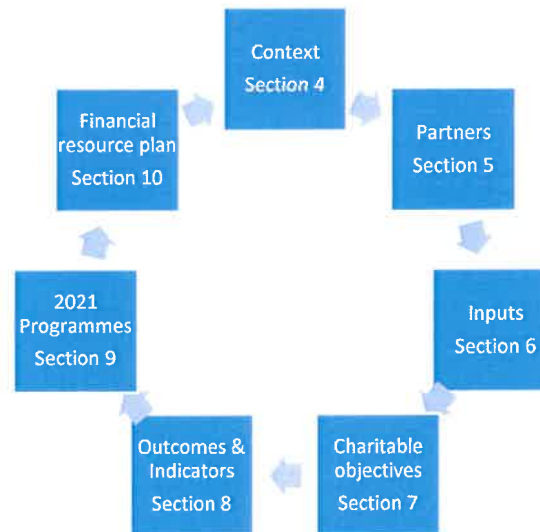 Context
Section 4
Partners
Section 5
Inputs
Section 6
Charitable
objectives
Section 7
Outcomes &
Indicators
Section 8
2021
Programmes
Section 9
Financial
resource plan
Section 10